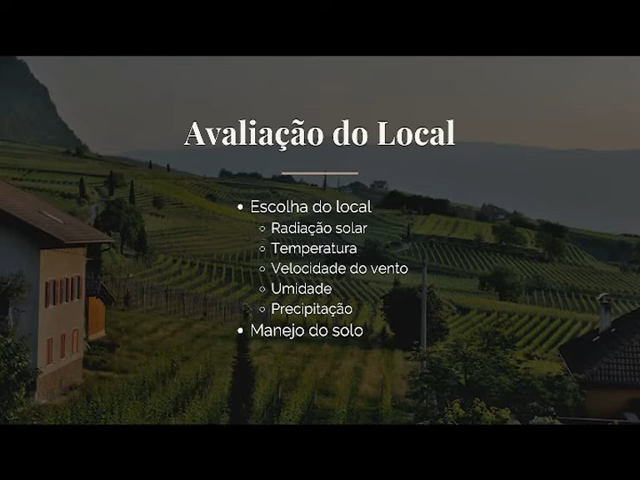 Avaliação do Local
• Escolha do local
○ Radiação solar
○ Temperatura
○ Velocidade do vento
○ Umidade
○ Precipitação
• Manejo do solo